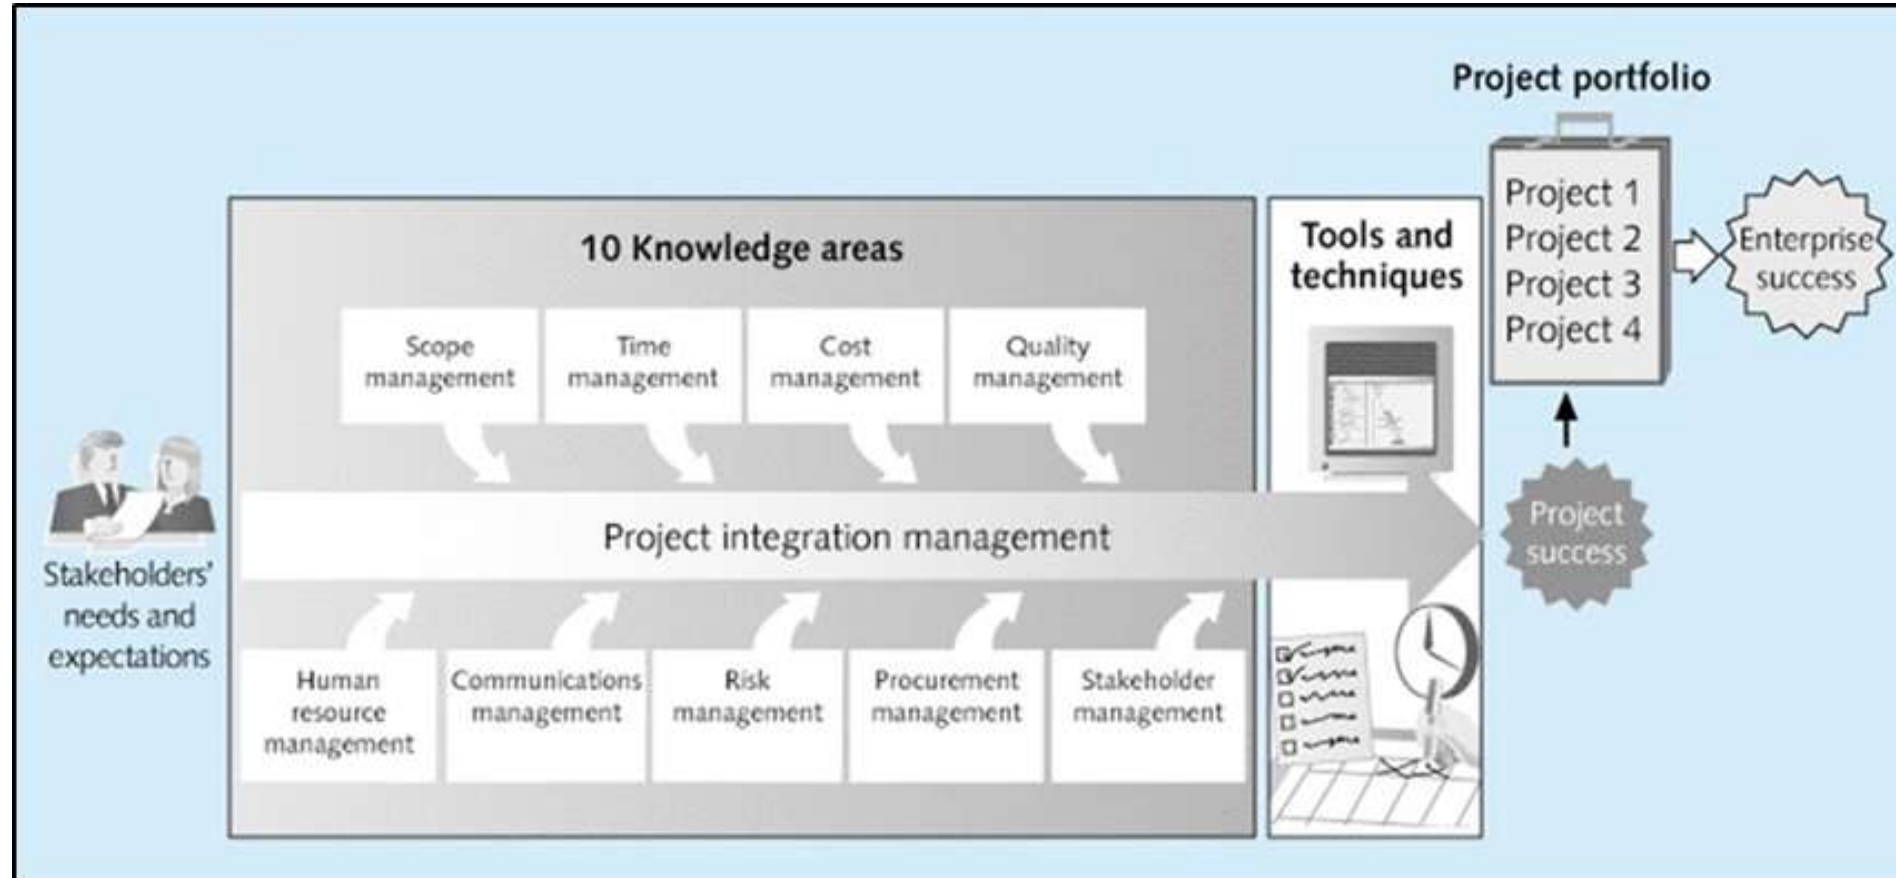 Project portfolio
Project 1
Project 2
Project 3
Project 4
Enterprise
success
10 Knowledge areas
Tools and
techniques
Scope
management
Time
management
Cost
management
Quality
management
Project integration management
Project
success
Stakeholders'
needs and
expectations
Human
resource
management
Communications
management
Risk
management
Procurement
management
Stakeholder
management